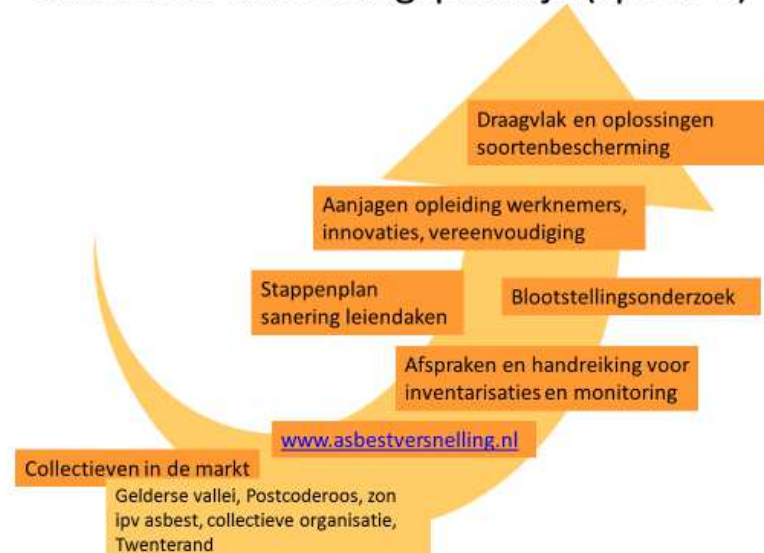 Draagvlak en oplossingen
soortenbescherming
Aanjagen opleiding werknemers,
innovaties, vereenvoudiging
Stappenplan
sanering leiendaken
Blootstellingsonderzoek
Afspraken en handreiking voor
inventarisaties en monitoring
www.asbestversnelling.nl
Collectieven in de markt
Gelderse vallei, Postcoderoos, zon
ipv asbest, collectieve organisatie,
Twenterand